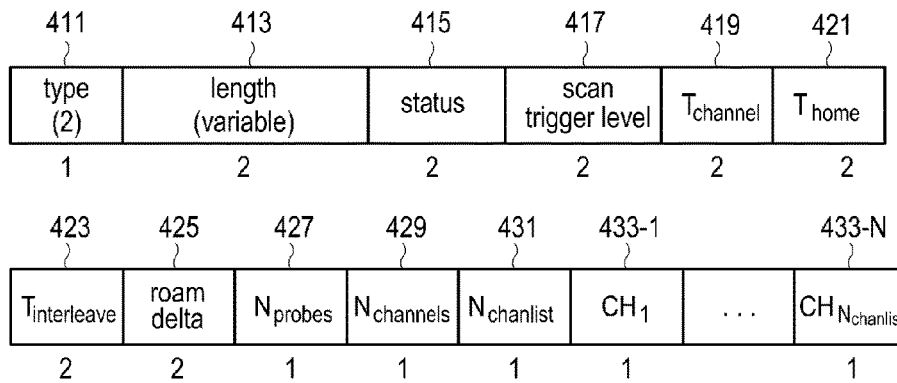 411 413 415 417 419 421
type (2) length (variable) status scan trigger level Tchannel Thome
1 2 2 2 2 2
423 425 427 429 431 433-1 433-N
Tinterleave roam delta Nprobes Nchannels Nchanlist CH1 ... CHNchanlis
2 2 1 1 1 1 1